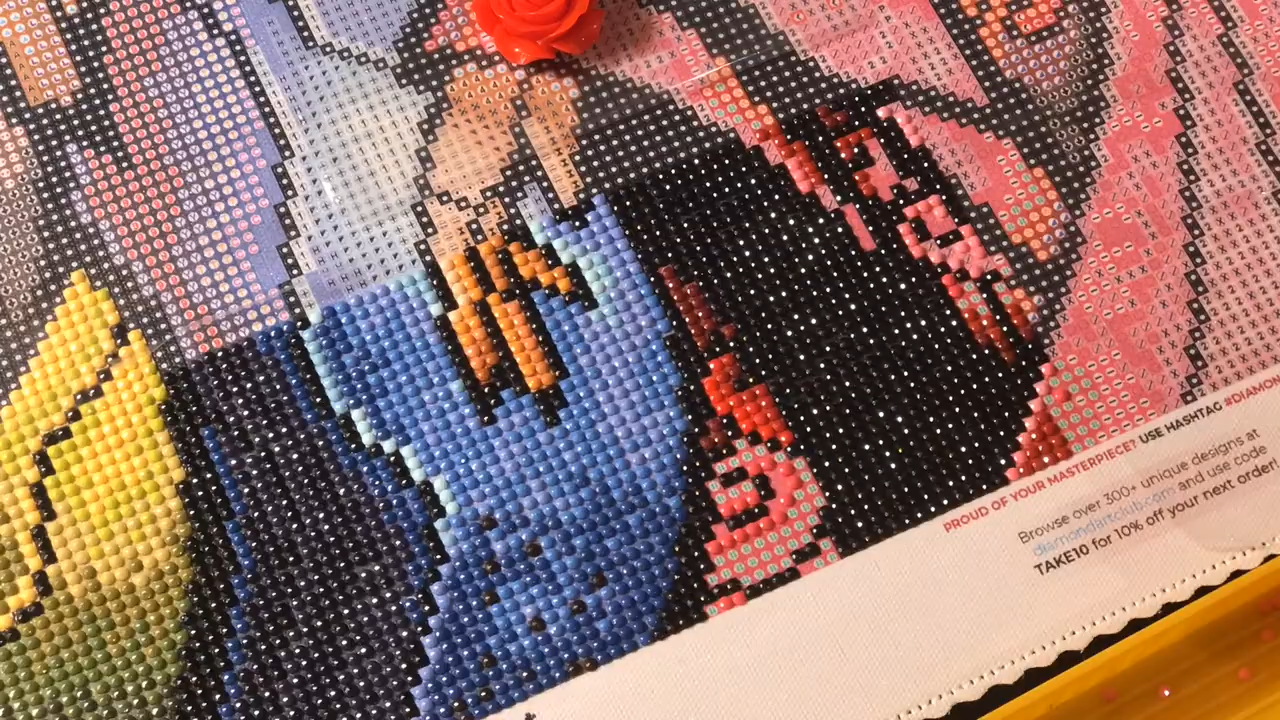 PROUD OF YOUR MASTERPIECE? USE HASHTAG #DIAMON
Browse over 300+ unique designs at
diamondartclub.com and use code
TAKE10 for 10% off your next order!